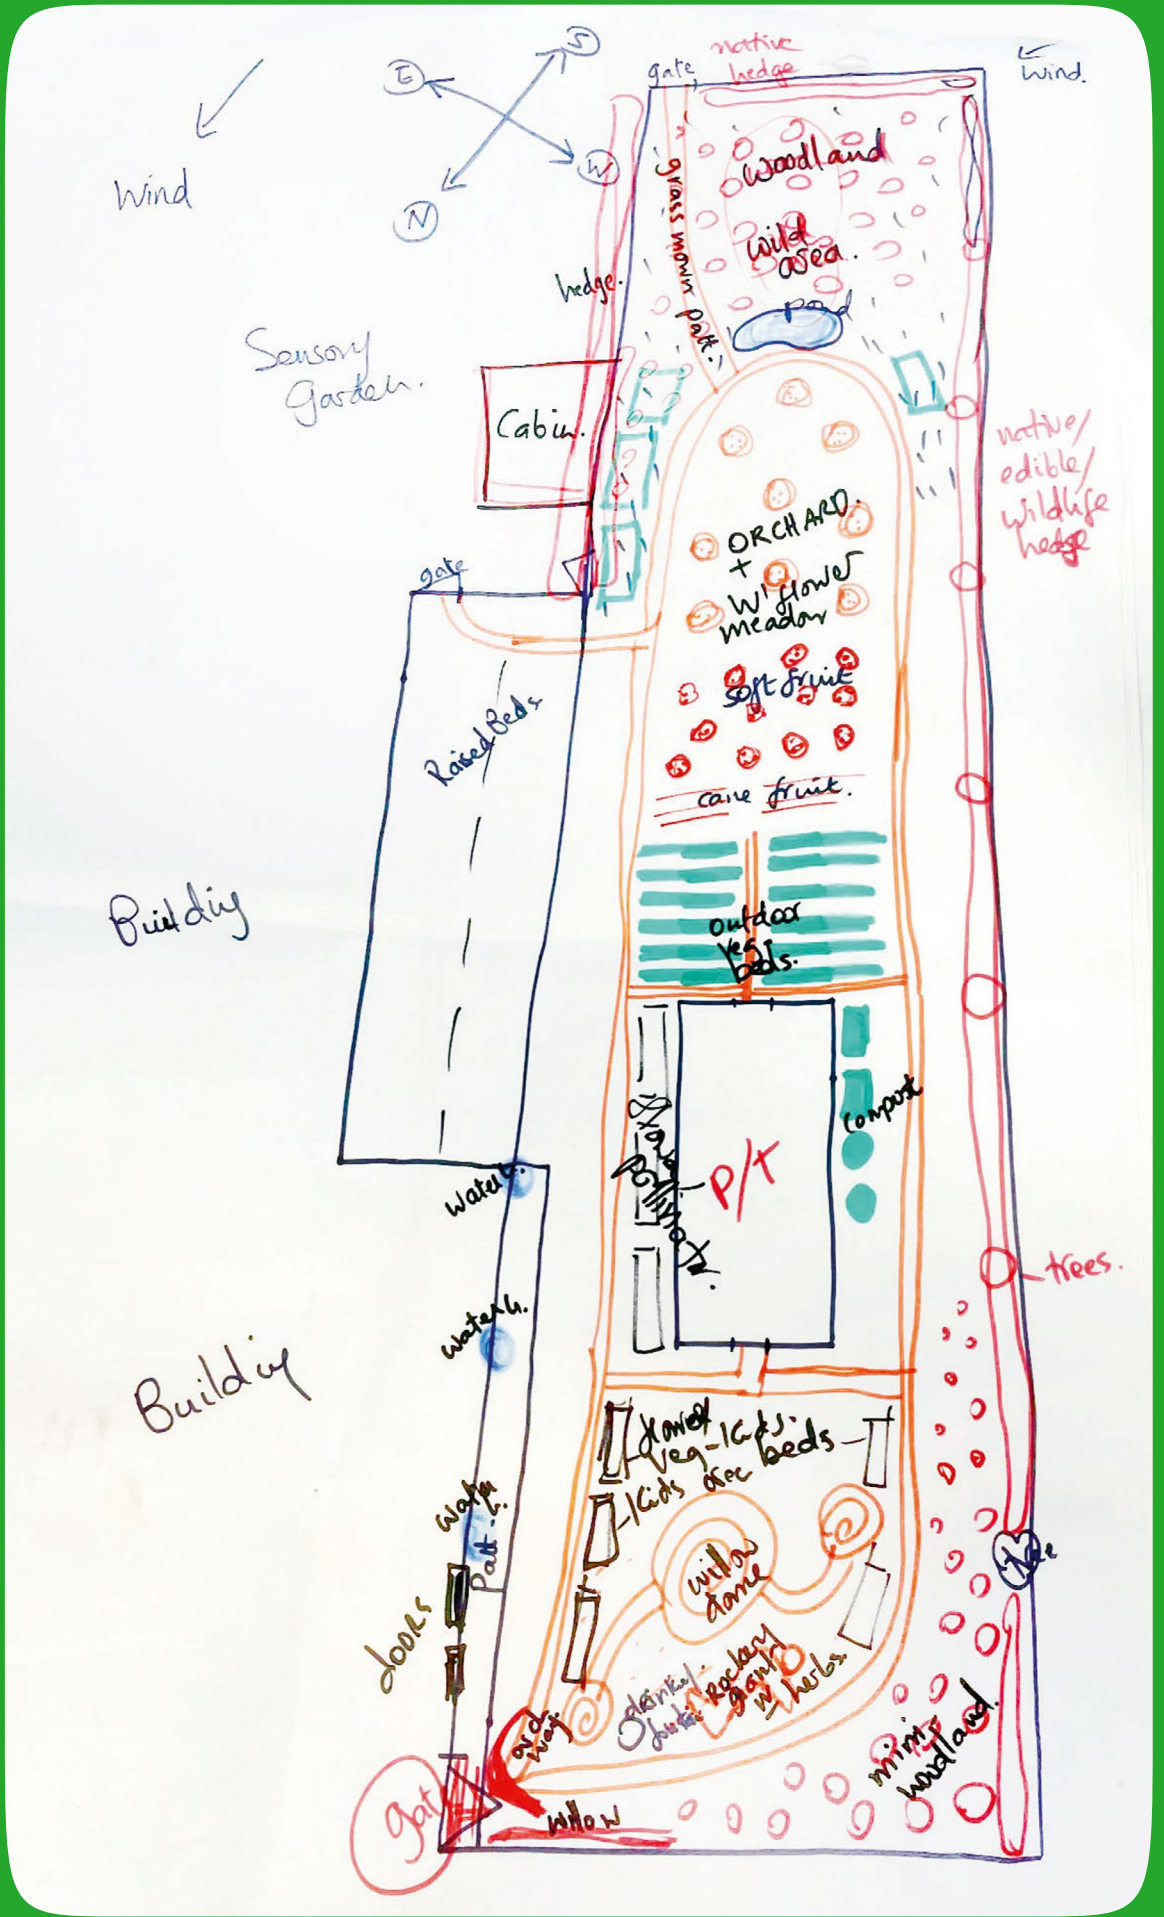 S
E
W
N
Wind
native
hedge
gate
Wind.
woodland
grass mown path.
wild
area.
hedge.
pond
Sensory
Garden.
Cabin.
native/
edible/
wildlife
hedge
ORCHARD.
+
W'flower
meadow
gate
soft fruit
Raised Beds
cane fruit.
outdoor
veg
beds.
Building
compost
P/T
Water
Water
trees.
Building
veg-kids.
beds
Kids
Water
Path
willow
dome
tree
doors
Rockery
giant
w/ herbs.
mini
woodland.
gate
Willow